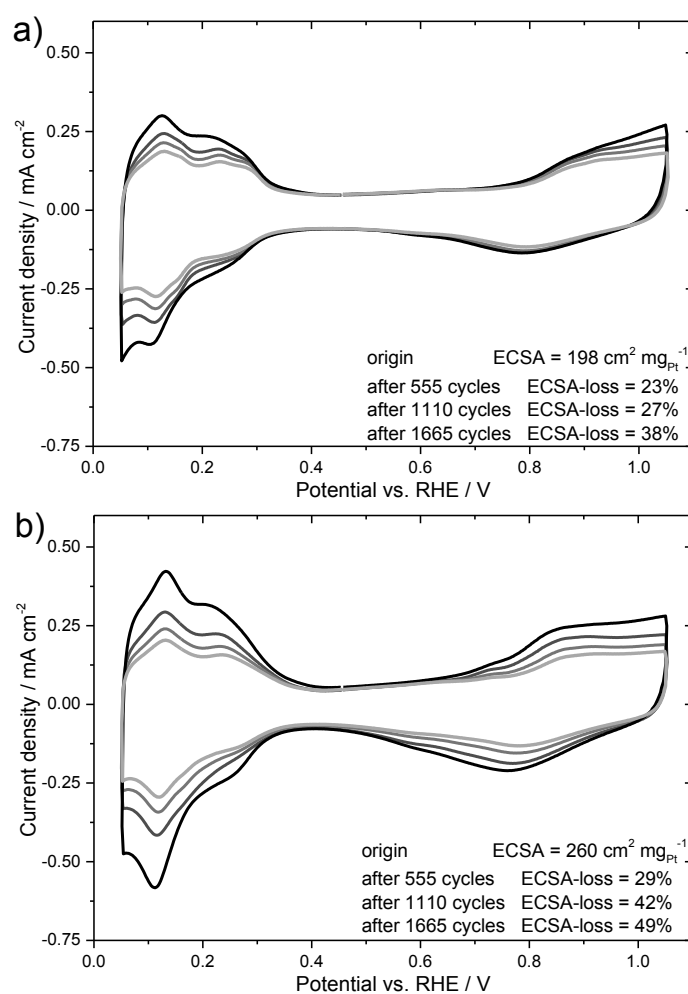 a)
0.50
0.25
0.00
-0.25
-0.50
-0.75
Current density / mA cm⁻²
origin ECSA = 198 cm² mg_Pt⁻¹
after 555 cycles ECSA-loss = 23%
after 1110 cycles ECSA-loss = 27%
after 1665 cycles ECSA-loss = 38%
0.0 0.2 0.4 0.6 0.8 1.0
Potential vs. RHE / V
b)
0.50
0.25
0.00
-0.25
-0.50
-0.75
Current density / mA cm⁻²
origin ECSA = 260 cm² mg_Pt⁻¹
after 555 cycles ECSA-loss = 29%
after 1110 cycles ECSA-loss = 42%
after 1665 cycles ECSA-loss = 49%
0.0 0.2 0.4 0.6 0.8 1.0
Potential vs. RHE / V